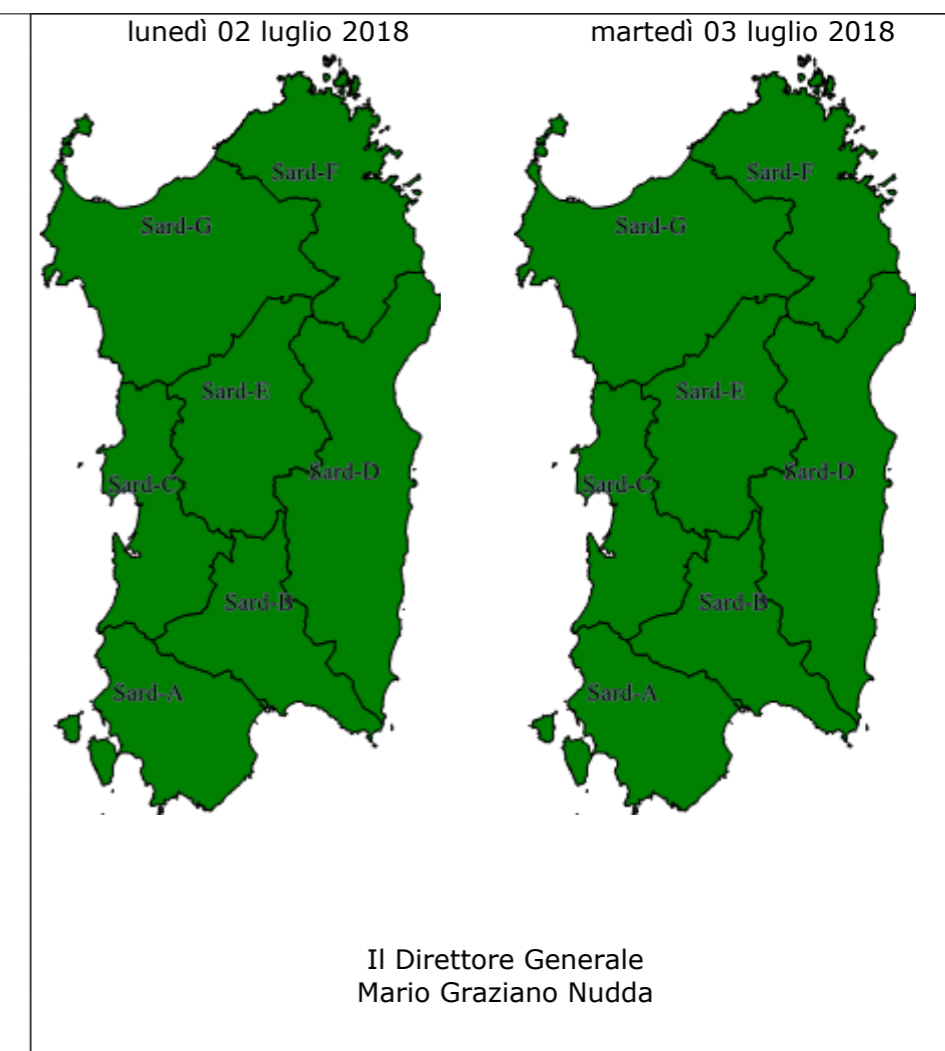 lunedì 02 luglio 2018
martedì 03 luglio 2018
Sard-F
Sard-G
Sard-E
Sard-D
Sard-C
Sard-B
Sard-A
Sard-F
Sard-G
Sard-E
Sard-D
Sard-C
Sard-B
Sard-A
Il Direttore Generale
Mario Graziano Nudda